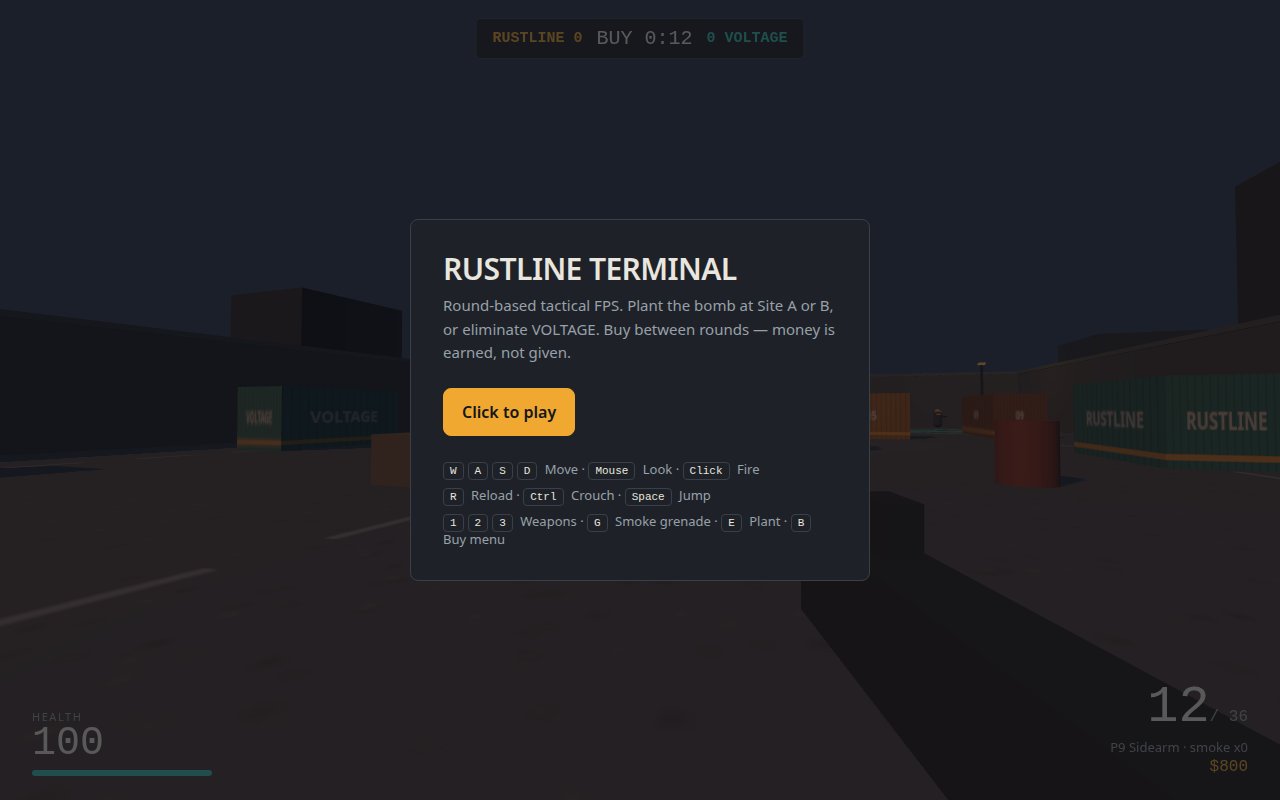 RUSTLINE 0 BUY 0:12 0 VOLTAGE
RUSTLINE TERMINAL
Round-based tactical FPS. Plant the bomb at Site A or B,
or eliminate VOLTAGE. Buy between rounds — money is
earned, not given.
Click to play
W A S D Move · Mouse Look · Click Fire
R Reload · Ctrl Crouch · Space Jump
1 2 3 Weapons · G Smoke grenade · E Plant · B
Buy menu
VOLTAGE VOLTAGE
RUSTLINE RUSTLINE
HEALTH
100
12 / 36
P9 Sidearm · smoke x0
$800